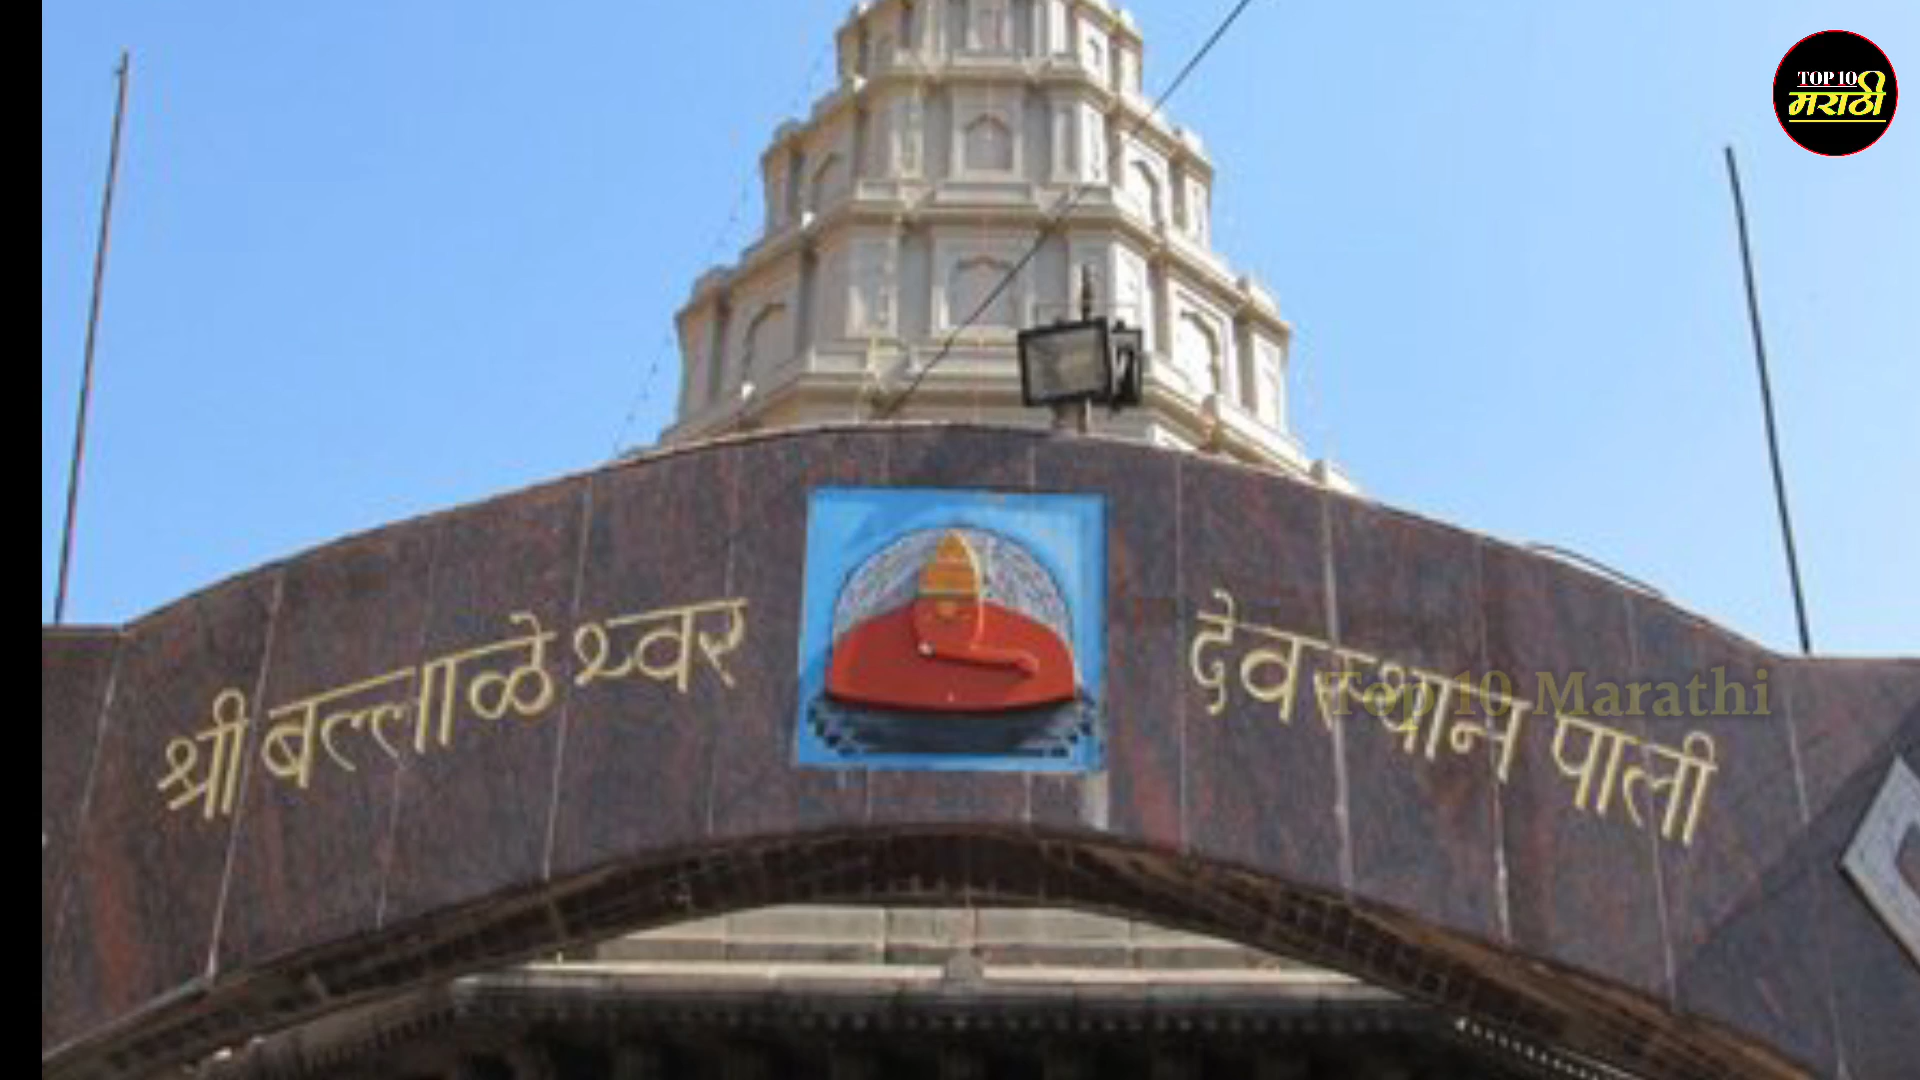 TOP 10
मराठी
श्री बल्लाळेश्वर
देवस्थान पाली
Top10 Marathi